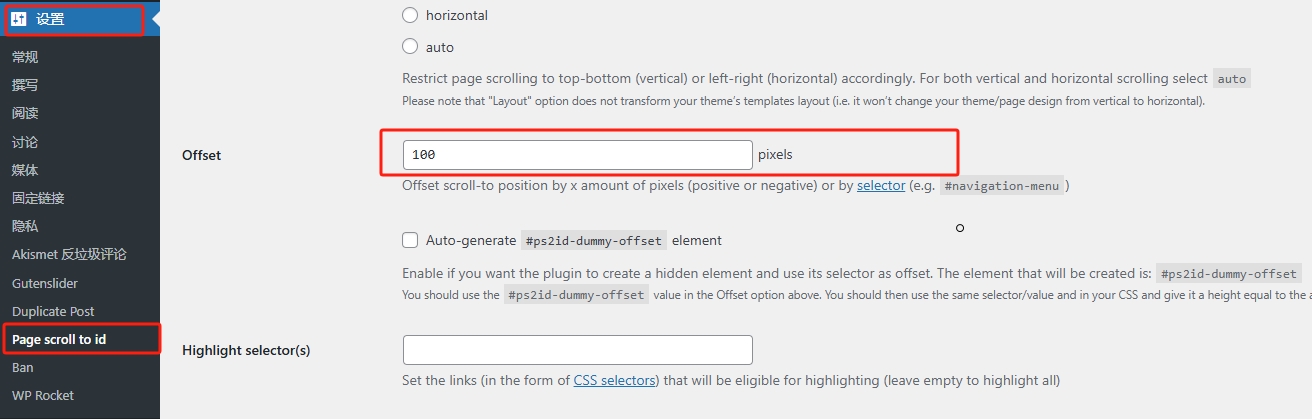 设置
常规
撰写
阅读
讨论
媒体
固定链接
隐私
Akismet 反垃圾评论
Gutenslider
Duplicate Post
Page scroll to id
Ban
WP Rocket
horizontal
auto
Restrict page scrolling to top-bottom (vertical) or left-right (horizontal) accordingly. For both vertical and horizontal scrolling select auto
Please note that "Layout" option does not transform your theme's templates layout (i.e. it won't change your theme/page design from vertical to horizontal).
Offset 100 pixels
Offset scroll-to position by x amount of pixels (positive or negative) or by selector (e.g. #navigation-menu )
Auto-generate #ps2id-dummy-offset element
Enable if you want the plugin to create a hidden element and use its selector as offset. The element that will be created is: #ps2id-dummy-offset
You should use the #ps2id-dummy-offset value in the Offset option above. You should then use the same selector/value and in your CSS and give it a height equal to the
Highlight selector(s)
Set the links (in the form of CSS selectors) that will be eligible for highlighting (leave empty to highlight all)